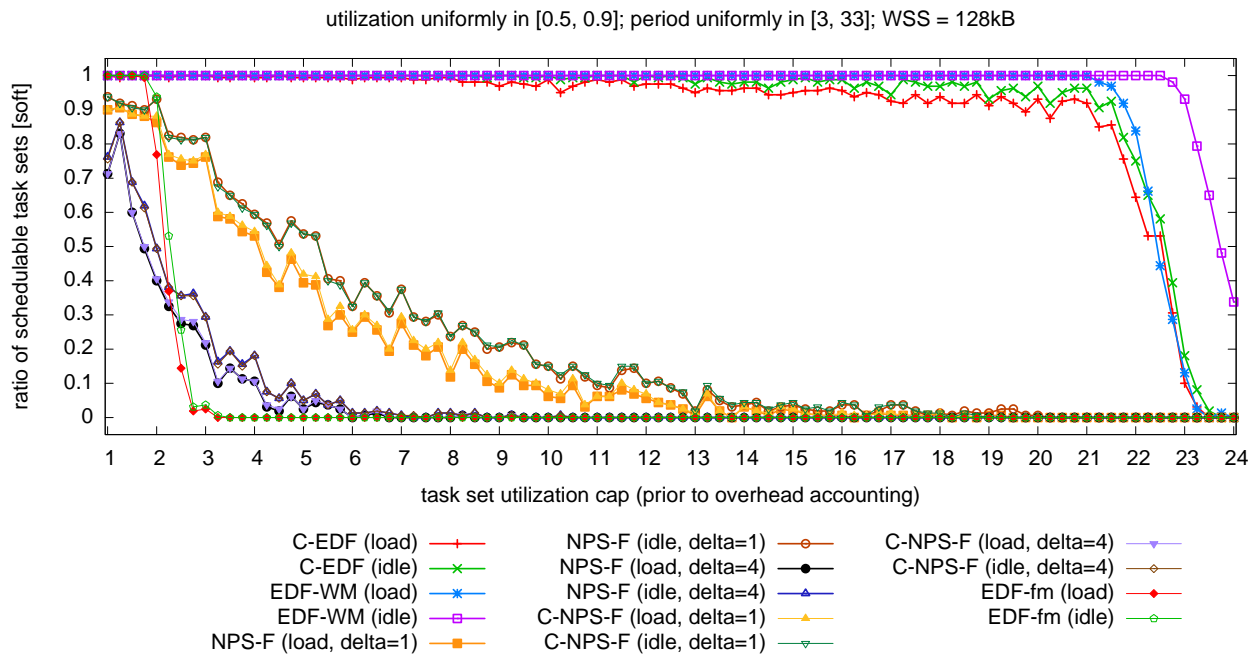 utilization uniformly in [0.5, 0.9]; period uniformly in [3, 33]; WSS = 128kB
ratio of schedulable task sets [soft]
1
0.9
0.8
0.7
0.6
0.5
0.4
0.3
0.2
0.1
0
1 2 3 4 5 6 7 8 9 10 11 12 13 14 15 16 17 18 19 20 21 22 23 24
task set utilization cap (prior to overhead accounting)
C-EDF (load)
C-EDF (idle)
EDF-WM (load)
EDF-WM (idle)
NPS-F (load, delta=1)
NPS-F (idle, delta=1)
NPS-F (load, delta=4)
NPS-F (idle, delta=4)
C-NPS-F (load, delta=1)
C-NPS-F (idle, delta=1)
C-NPS-F (load, delta=4)
C-NPS-F (idle, delta=4)
EDF-fm (load)
EDF-fm (idle)